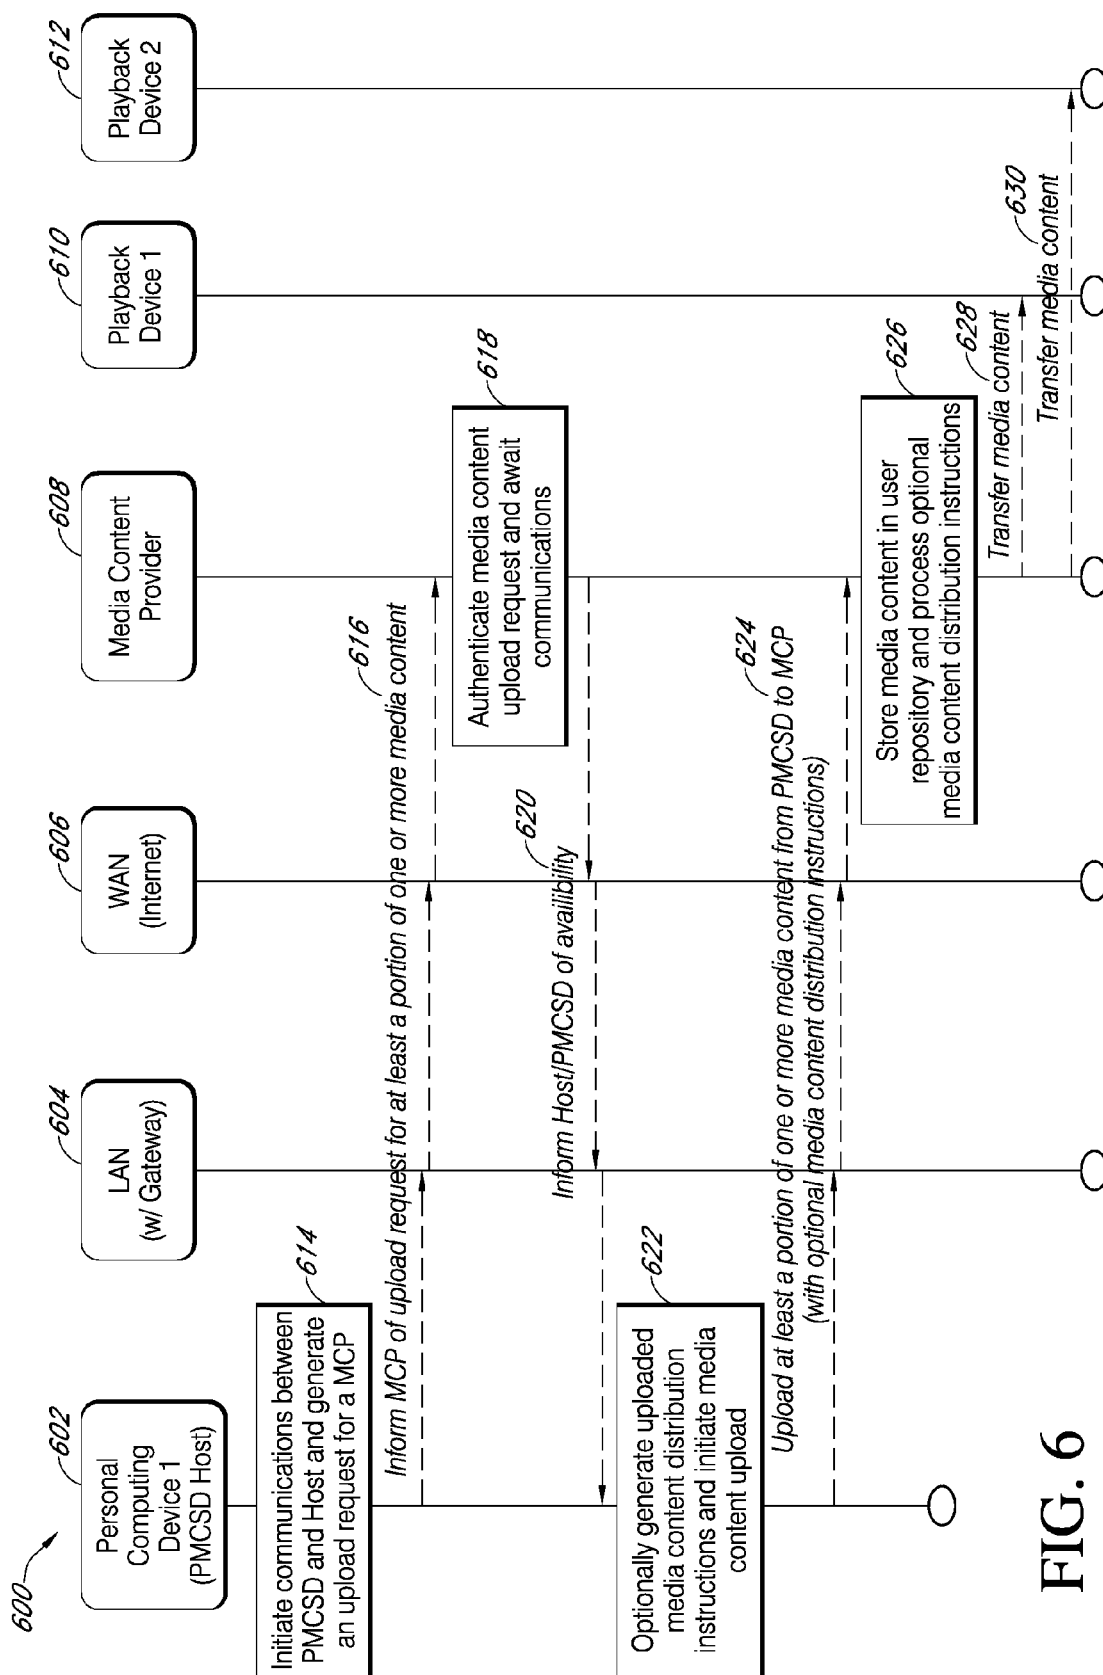 600
602
Personal
Computing
Device 1
(PMCSD Host)
604
LAN
(w/ Gateway)
606
WAN
(Internet)
608
Media Content
Provider
610
Playback
Device 1
612
Playback
Device 2
614
Initiate communications between
PMCSD and Host and generate
an upload request for a MCP
616
Inform MCP of upload request for at least a portion of one or more media content
618
Authenticate media content
upload request and await
communications
620
Inform Host/PMCSD of availibility
622
Optionally generate uploaded
media content distribution
instructions and initiate media
content upload
624
Upload at least a portion of one or more media content from PMCSD to MCP
(with optional media content distribution instructions)
626
Store media content in user
repository and process optional
media content distribution instructions
628
Transfer media content
630
Transfer media content
FIG. 6